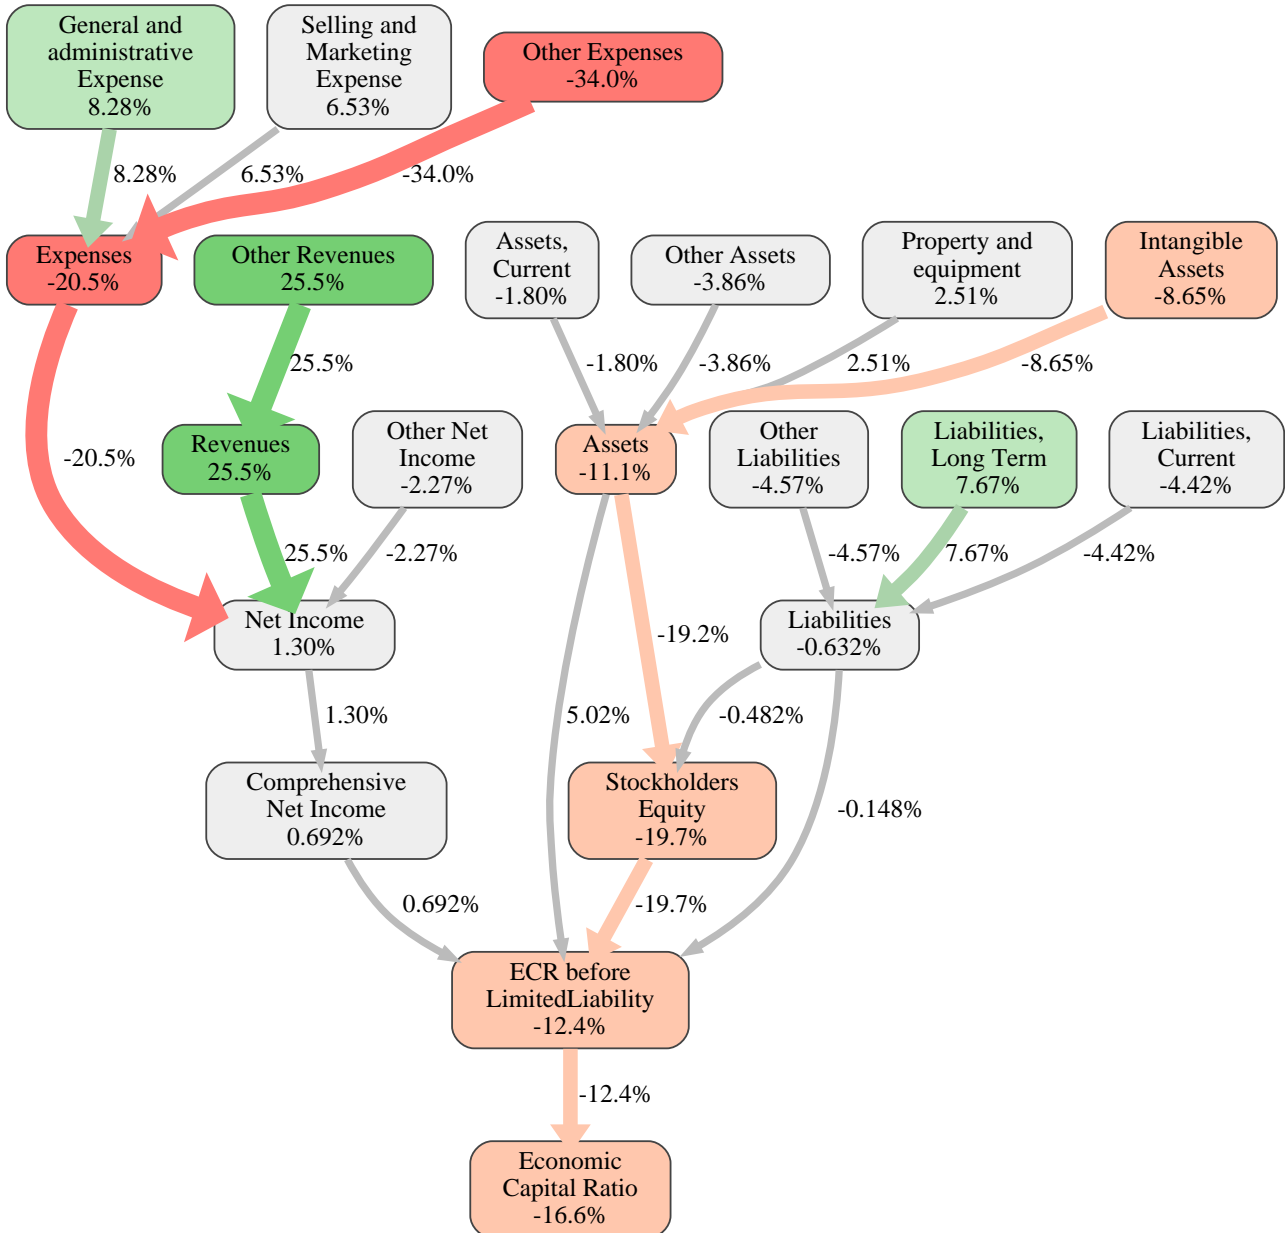 General and
administrative
Expense
8.28%
Selling and
Marketing
Expense
6.53%
Other Expenses
-34.0%
8.28%
6.53%
-34.0%
Expenses
-20.5%
Other Revenues
25.5%
Assets,
Current
-1.80%
Other Assets
-3.86%
Property and
equipment
2.51%
Intangible
Assets
-8.65%
25.5%
-1.80%
-3.86%
2.51%
-8.65%
-20.5%
Revenues
25.5%
Other Net
Income
-2.27%
Assets
-11.1%
Other
Liabilities
-4.57%
Liabilities,
Long Term
7.67%
Liabilities,
Current
-4.42%
25.5%
-2.27%
-4.57%
7.67%
-4.42%
Net Income
1.30%
-19.2%
Liabilities
-0.632%
1.30%
5.02%
-0.482%
Comprehensive
Net Income
0.692%
Stockholders
Equity
-19.7%
-0.148%
0.692%
-19.7%
ECR before
LimitedLiability
-12.4%
-12.4%
Economic
Capital Ratio
-16.6%